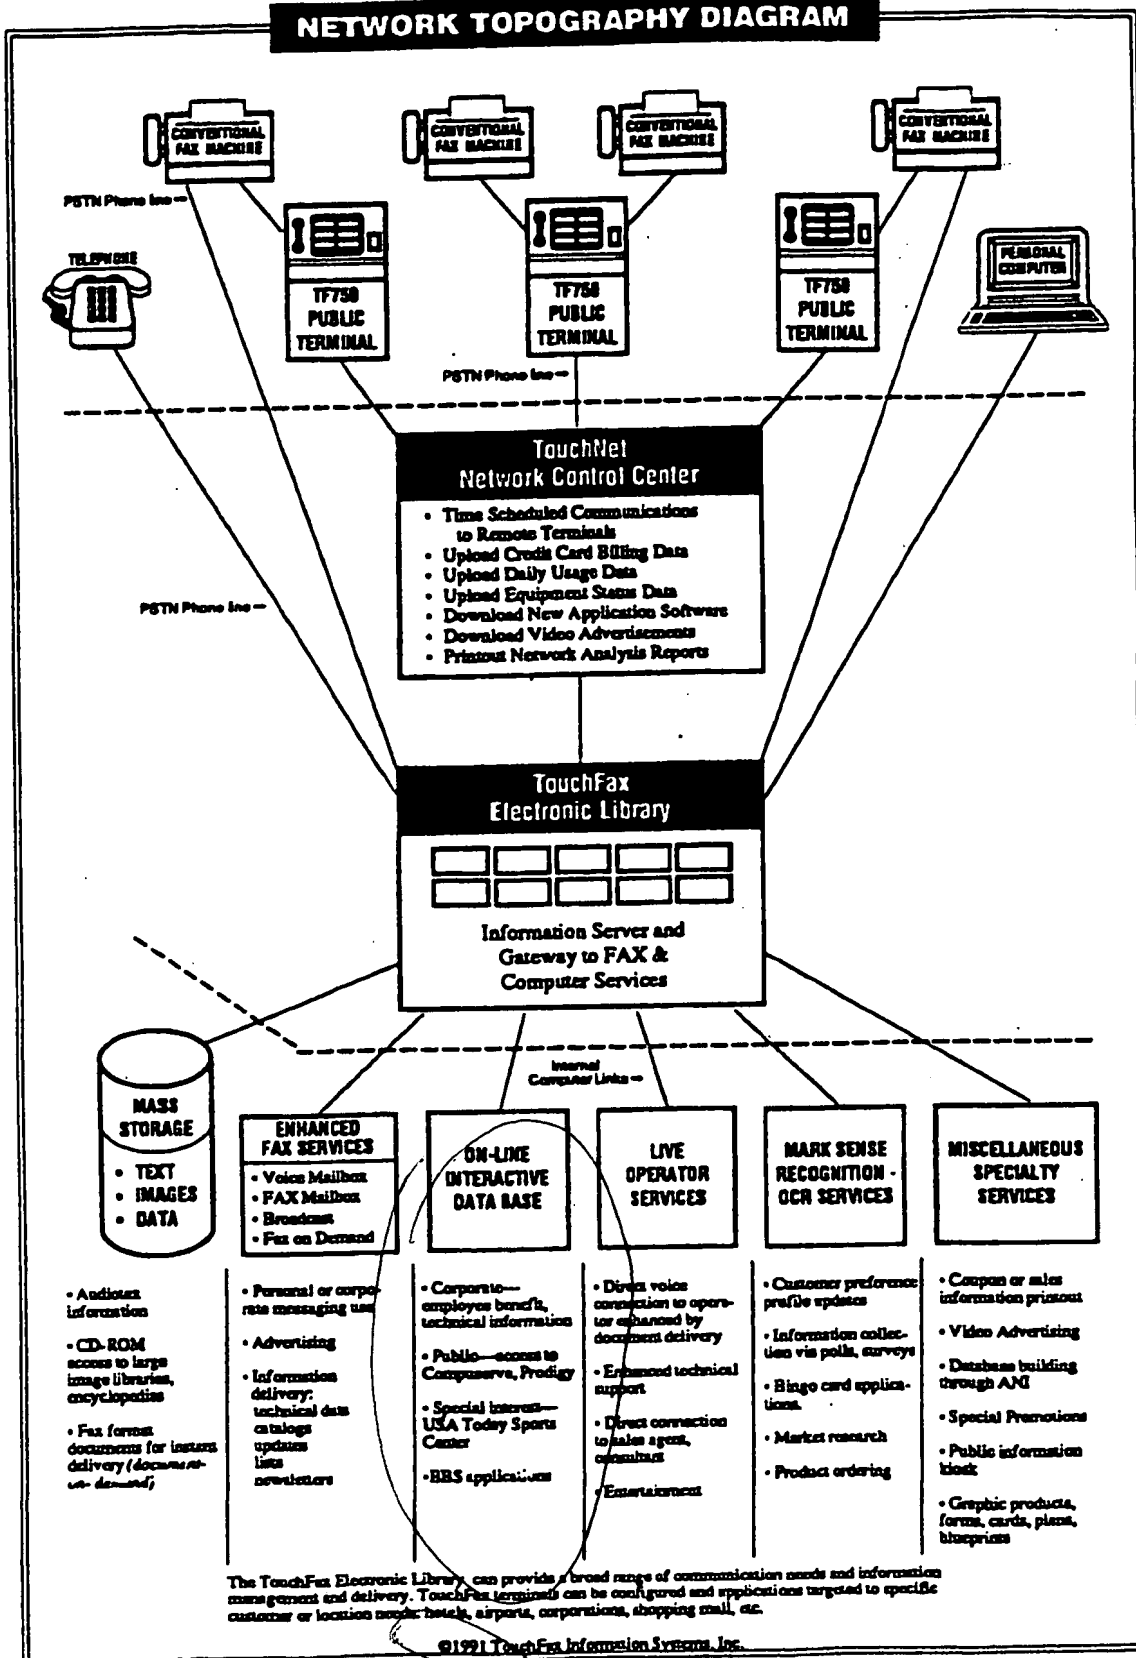 NETWORK TOPOGRAPHY DIAGRAM
CONVENTIONAL
FAX MACHINE
CONVENTIONAL
FAX MACHINE
CONVENTIONAL
FAX MACHINE
CONVENTIONAL
FAX MACHINE
PSTN Phone line
TELEPHONE
TF750
PUBLIC
TERMINAL
TF750
PUBLIC
TERMINAL
TF750
PUBLIC
TERMINAL
PERSONAL
COMPUTER
PSTN Phone line
TouchNet
Network Control Center
• Time Scheduled Communications
to Remote Terminals
• Upload Credit Card Billing Data
• Upload Daily Usage Data
• Upload Equipment Status Data
• Download New Application Software
• Download Video Advertisements
• Printout Network Analysis Reports
PSTN Phone line
TouchFax
Electronic Library
Information Server and
Gateway to FAX &
Computer Services
Internal
Computer Links
MASS
STORAGE
• TEXT
• IMAGES
• DATA
ENHANCED
FAX SERVICES
• Voice Mailbox
• FAX Mailbox
• Broadcast
• Fax on Demand
ON-LINE
INTERACTIVE
DATA BASE
LIVE
OPERATOR
SERVICES
MARK SENSE
RECOGNITION -
OCR SERVICES
MISCELLANEOUS
SPECIALTY
SERVICES
• Audiotex
information
• CD-ROM
access to large
image libraries,
encyclopedias
• Fax format
documents for instant
delivery (document-
on-demand)
• Personal or corpo-
rate messaging use
• Advertising
• Information
delivery:
technical data
catalogs
updates
lists
newsletters
• Corporate—
employee benefit,
technical information
• Public—access to
Compuserve, Prodigy
• Special interest—
USA Today Sports
Center
• BBS applications
• Direct voice
connection to opera-
tor enhanced by
document delivery
• Enhanced technical
support
• Direct connection
to sales agent,
consultant
• Entertainment
• Customer preference
profile updates
• Information collec-
tion via polls, surveys
• Bingo card applica-
tions.
• Market research
• Product ordering
• Coupon or sales
information printout
• Video Advertising
• Database building
through ANI
• Special Promotions
• Public information
kiosk
• Graphic products,
forms, cards, plans,
blueprints
The TouchFax Electronic Library can provide a broad range of communication needs and information
management and delivery. TouchFax terminals can be configured and applications targeted to specific
customer or location needs: hotels, airports, corporations, shopping mall, etc.
©1991 TouchFax Information Systems, Inc.